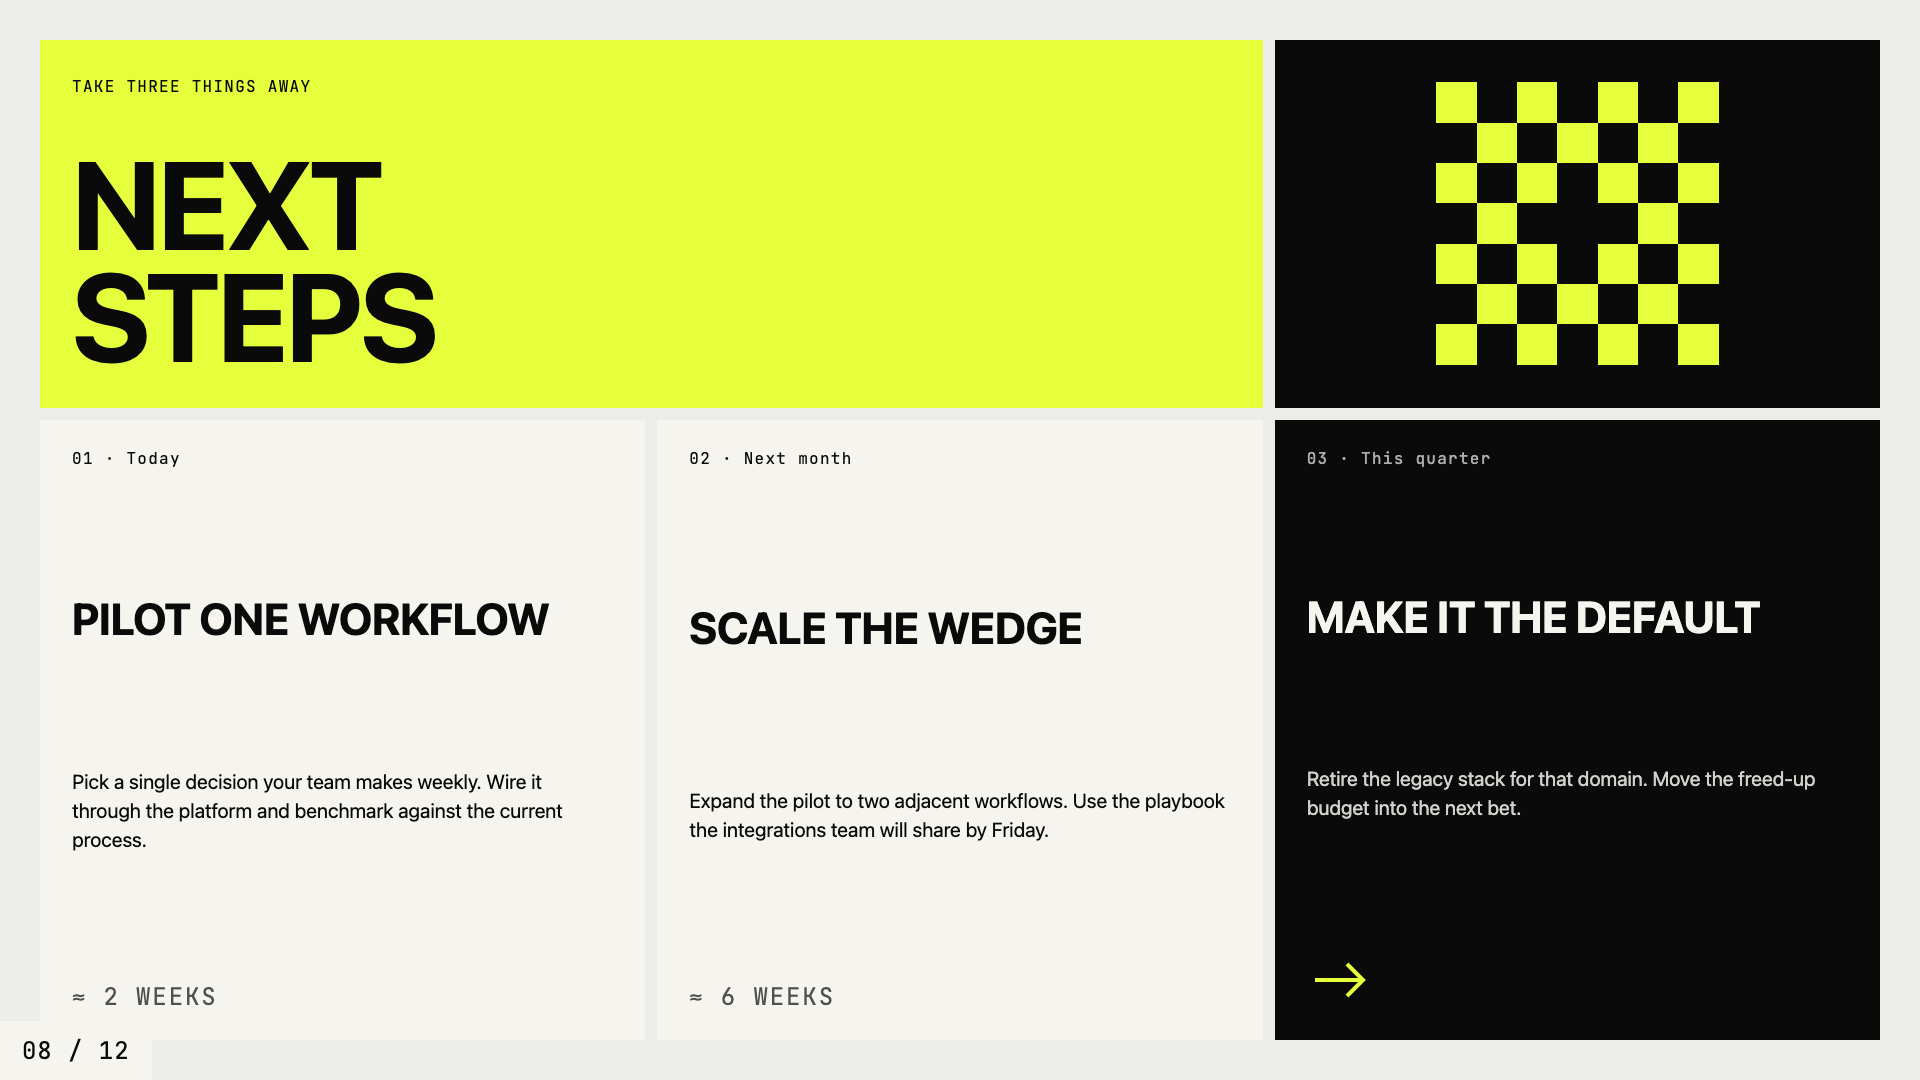 TAKE THREE THINGS AWAY
NEXT
STEPS
01 · Today
PILOT ONE WORKFLOW
Pick a single decision your team makes weekly. Wire it
through the platform and benchmark against the current
process.
≈ 2 WEEKS
02 · Next month
SCALE THE WEDGE
Expand the pilot to two adjacent workflows. Use the playbook
the integrations team will share by Friday.
≈ 6 WEEKS
03 · This quarter
MAKE IT THE DEFAULT
Retire the legacy stack for that domain. Move the freed-up
budget into the next bet.
→
08 / 12